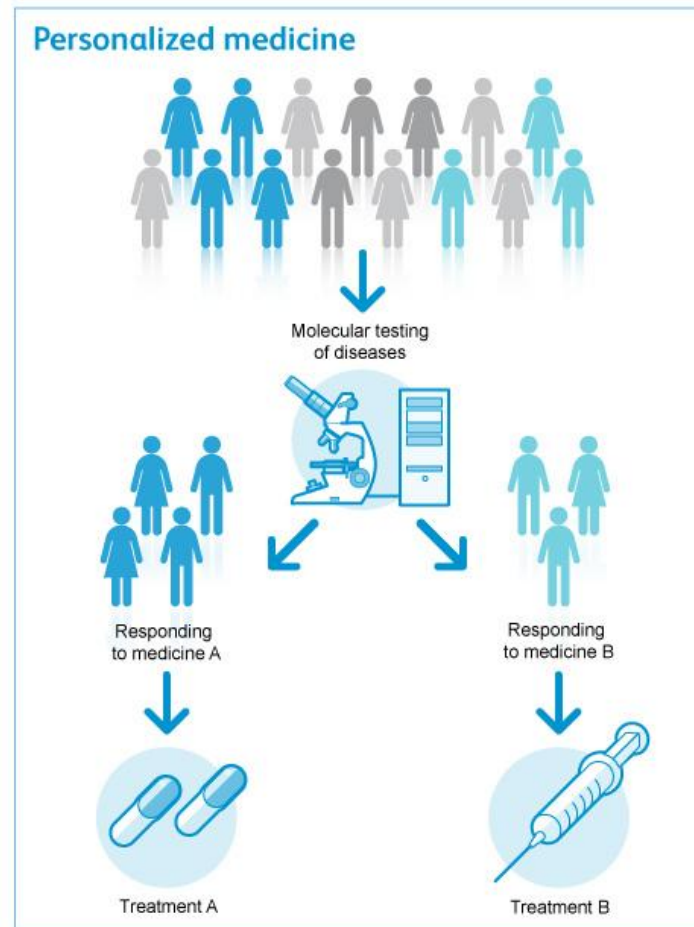 Personalized medicine
Molecular testing
of diseases
Responding
to medicine A
Responding
to medicine B
Treatment A
Treatment B